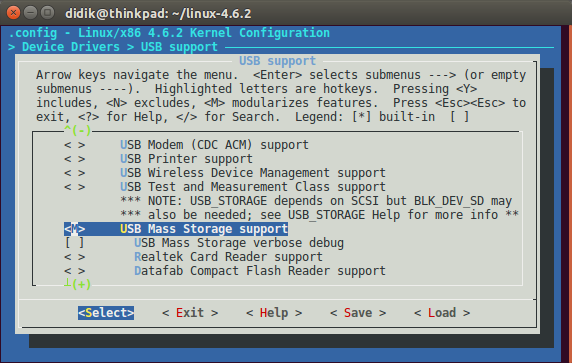 didik@thinkpad: ~/linux-4.6.2
.config - Linux/x86 4.6.2 Kernel Configuration
> Device Drivers > USB support
USB support
Arrow keys navigate the menu.  <Enter> selects submenus ---> (or empty
submenus ----).  Highlighted letters are hotkeys.  Pressing <Y>
includes, <N> excludes, <M> modularizes features.  Press <Esc><Esc> to
exit, <?> for Help, </> for Search.  Legend: [*] built-in  [ ]
^(-)
< > USB Modem (CDC ACM) support
< > USB Printer support
< > USB Wireless Device Management support
< > USB Test and Measurement Class support
*** NOTE: USB_STORAGE depends on SCSI but BLK_DEV_SD may
*** also be needed; see USB_STORAGE Help for more info **
<M> USB Mass Storage support
[ ] USB Mass Storage verbose debug
< > Realtek Card Reader support
< > Datafab Compact Flash Reader support
(+)
<Select> < Exit > < Help > < Save > < Load >